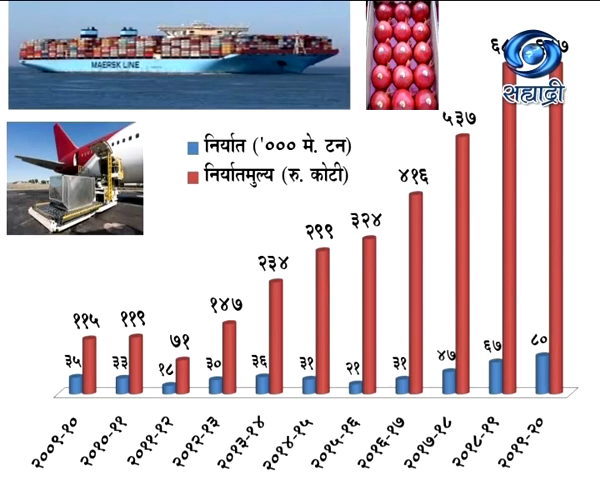 MAERSK LINE
सह्याद्री
निर्यात ('००० मे. टन)
निर्यातमुल्य (रु. कोटी)
११५ ११९ ७१ १४७ २३४ २९९ ३२४ ४१६ ५३७
३५ ३३ १८ ३० ३६ ३१ २१ ३१ ४७ ६७ ८०
२००९-१० २०१०-११ २०११-१२ २०१२-१३ २०१३-१४ २०१४-१५ २०१५-१६ २०१६-१७ २०१७-१८ २०१८-१९ २०१९-२०